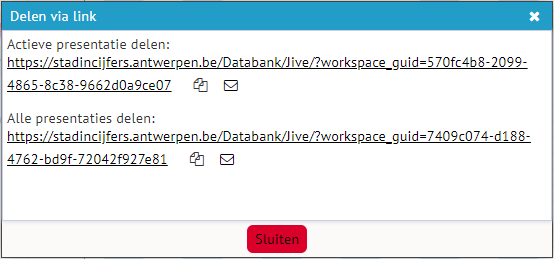 Delen via link
Actieve presentatie delen:
https://stadincijfers.antwerpen.be/Databank/Jive/?workspace_guid=570fc4b8-2099-
4865-8c38-9662d0a9ce07
Alle presentaties delen:
https://stadincijfers.antwerpen.be/Databank/Jive/?workspace_guid=7409c074-d188-
4762-bd9f-72042f927e81
Sluiten